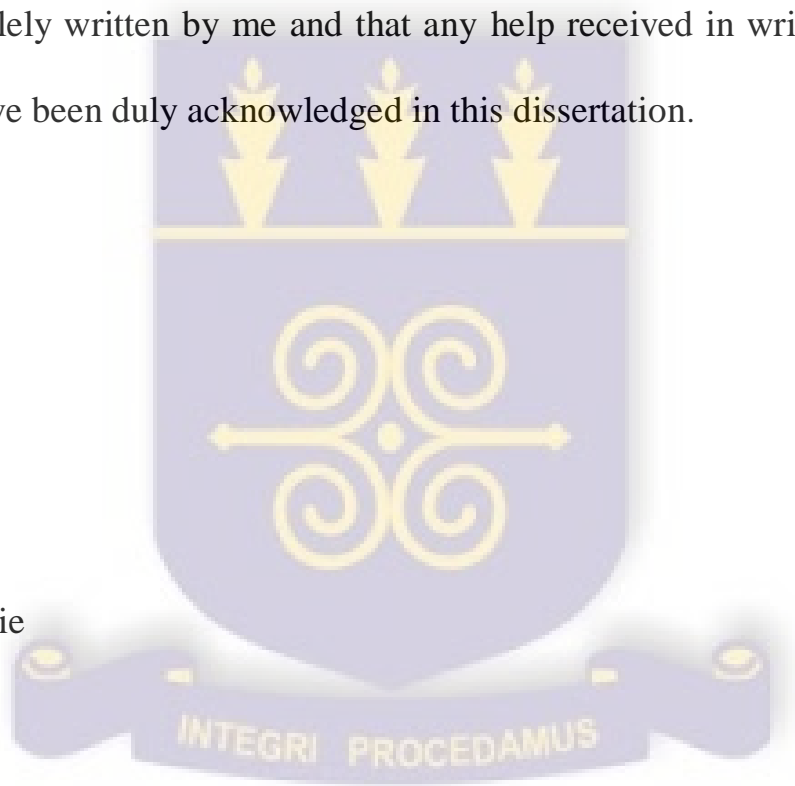 lely written by me and that any help received in wri
ve been duly acknowledged in this dissertation.
ie
INTEGRI PROCEDAMUS